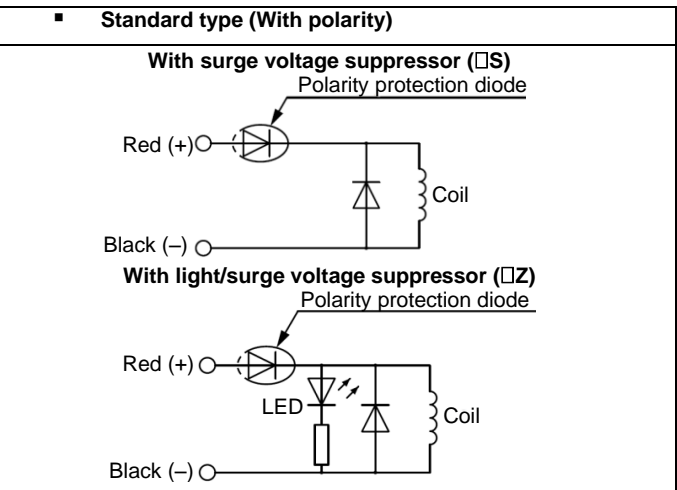 ▪ Standard type (With polarity)
With surge voltage suppressor (□S)
Polarity protection diode
Red (+)
Coil
Black (–)
With light/surge voltage suppressor (□Z)
Polarity protection diode
Red (+)
LED
Coil
Black (–)